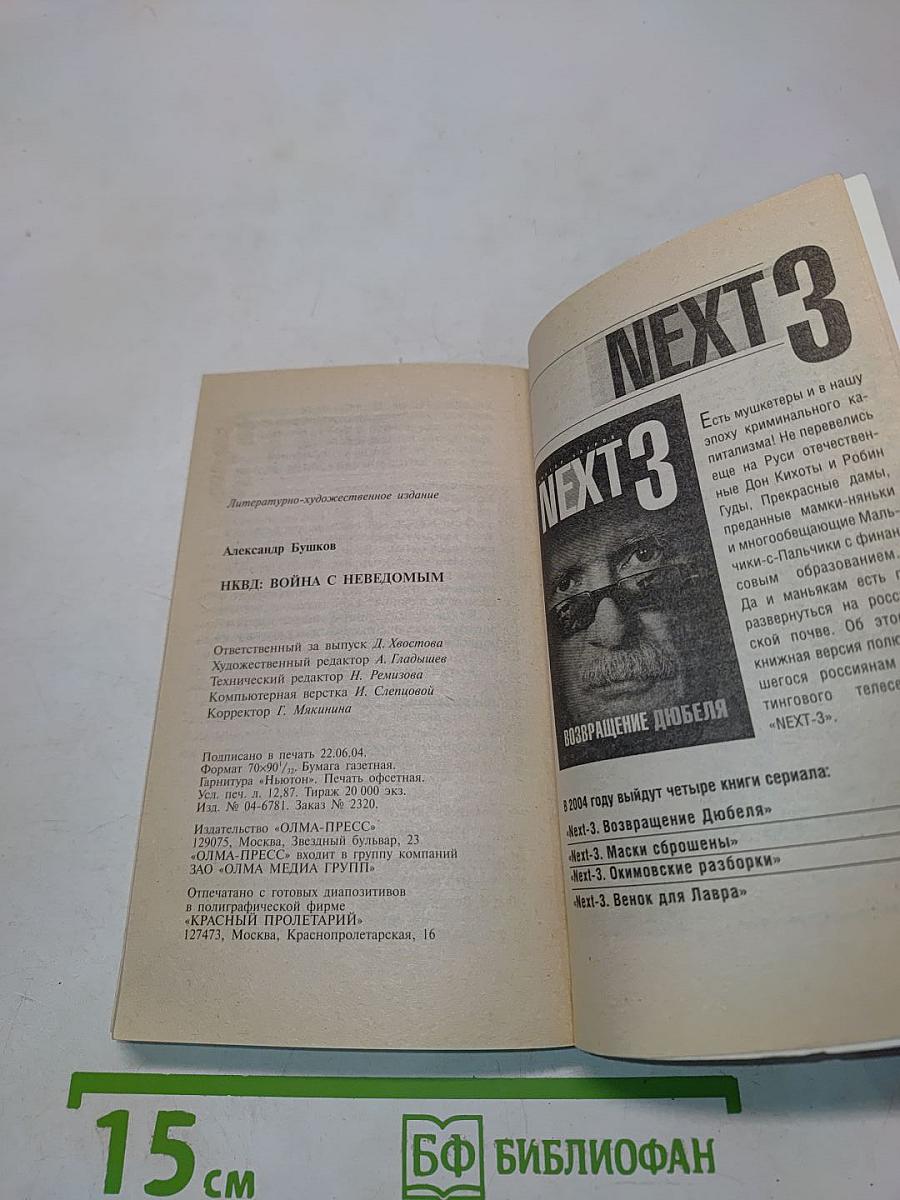 Литературно-художественное издание
Александр Бушков
НКВД: ВОЙНА С НЕВЕДОМЫМ
Ответственный за выпуск Д. Хвостова
Художественный редактор А. Гладышев
Технический редактор Н. Ремизова
Компьютерная верстка И. Слепцовой
Корректор Г. Мякинина
Подписано в печать 22.06.04.
Формат 70×90 1/32. Бумага газетная.
Гарнитура «Ньютон». Печать офсетная.
Усл. печ. л. 12,87. Тираж 20 000 экз.
Изд. № 04-6781. Заказ № 2320.
Издательство «ОЛМА-ПРЕСС»
129075, Москва, Звездный бульвар, 23
«ОЛМА-ПРЕСС» входит в группу компаний
ЗАО «ОЛМА МЕДИА ГРУПП»
Отпечатано с готовых диапозитивов
в полиграфической фирме
«КРАСНЫЙ ПРОЛЕТАРИЙ»
127473, Москва, Краснопролетарская, 16
NEXT 3
NEXT 3
ВОЗВРАЩЕНИЕ ДЮБЕЛЯ
Есть мушкетеры и в нашу
эпоху криминального ка-
питализма! Не перевелись
еще на Руси отечествен-
ные Дон Кихоты и Робин
Гуды, Прекрасные дамы,
преданные мамки-няньки
и многообещающие Маль-
чики-с-Пальчики с финан
совым образованием.
Да и маньякам есть г
развернуться на росс
ской почве. Об этом
книжная версия полю
шегося россиянам
тингового телесе
«NEXT-3».
В 2004 году выйдут четыре книги сериала:
«Next-3. Возвращение Дюбеля»
«Next-3. Маски сброшены»
«Next-3. Окимовские разборки»
«Next-3. Венок для Лавра»
15 см
БФ БИБЛИОФАН